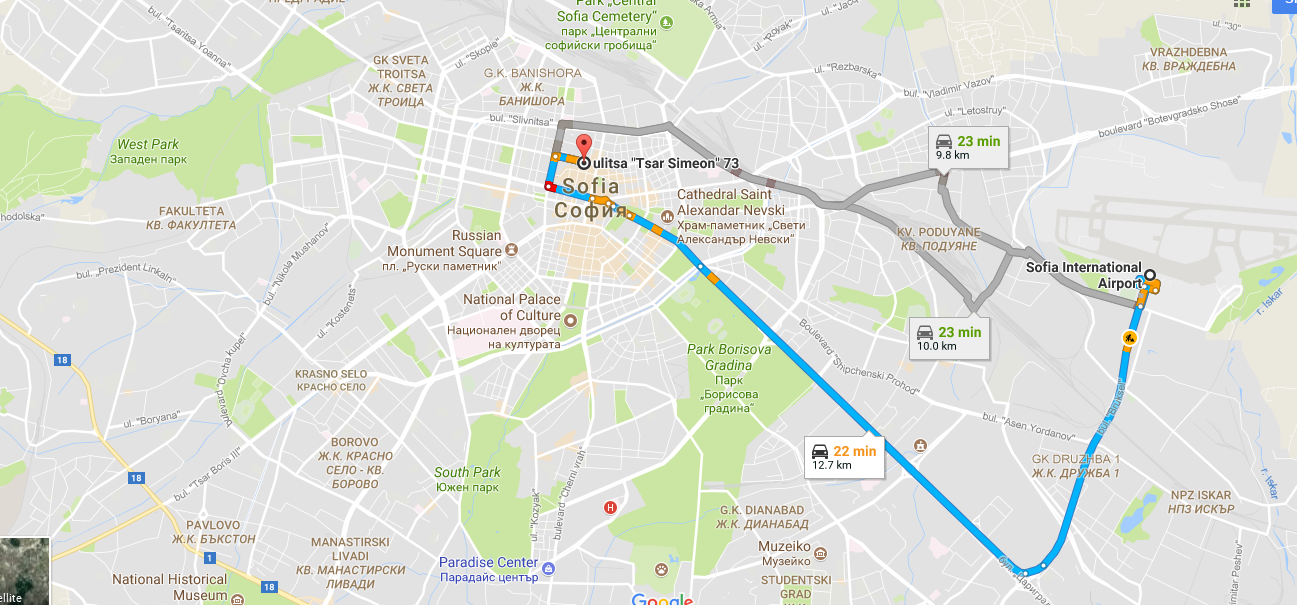 Park „Central
Sofia Cemetery"
парк „Централни
софийски гробища"
bul. "Tsaritsa Yoanna"
ul. "Skopie"
ul. "Rezbarska"
ul. "30"
VRAZHDEBNA
КВ. ВРАЖДЕБНА
GK SVETA
TROITSA
Ж.К. СВЕТА
ТРОИЦА
G.K. BANISHORA
Ж.К.
БАНИШОРА
bul. "Vladimir Vazov"
ul. "Letostruy"
boulevard "Botevgradsko Shose"
bul. "Slivnitsa"
West Park
Западен парк
23 min
9.8 km
ulitsa "Tsar Simeon" 73
Sofia
София
Cathedral Saint
Alexandar Nevski
Храм-паметник „Свети
Александър Невски"
FAKULTETA
КВ. ФАКУЛТЕТА
KV. PODUYANE
КВ. ПОДУЯНЕ
Russian
Monument Square
пл. „Руски паметник"
bul. "Nikola Mushanov"
bul. „Prezident Linkaln"
Sofia International
Airport
r. Iskar
National Palace
of Culture
Национален дворец
на културата
ul. "Kostenets"
23 min
10.0 km
Park Borisova
Gradina
Парк
„Борисова
градина"
Boulevard "Shipchenski Prohod"
18
KRASNO SELO
КРАСНО СЕЛО
bulevard „Ovcha kupel"
bul. "Bruksel"
ul. "Boryana"
bul. "Asen Yordanov"
BOROVO
Ж.К. КРАСНО
СЕЛО - КВ.
БОРОВО
22 min
12.7 km
GK DRUZHBA 1
Ж.К. ДРУЖБА 1
South Park
Южен парк
bul. "Tsar Boris III"
18
boulevard "Cherni vrah"
ul. "Kozyak"
r. Iskar
NPZ ISKAR
НПЗ ИСКЪР
H
G.K. DIANABAD
Ж.К. ДИАНАБАД
PAVLOVO
Ж.К. БЪКСТОН
MANASTIRSKI
LIVADI
КВ. МАНАСТИРСКИ
ЛИВАДИ
1
Muzeiko
Музейко
Paradise Center
Парадайс център
STUDENTSKI
GRAD
National Historical
Museum
18
Google